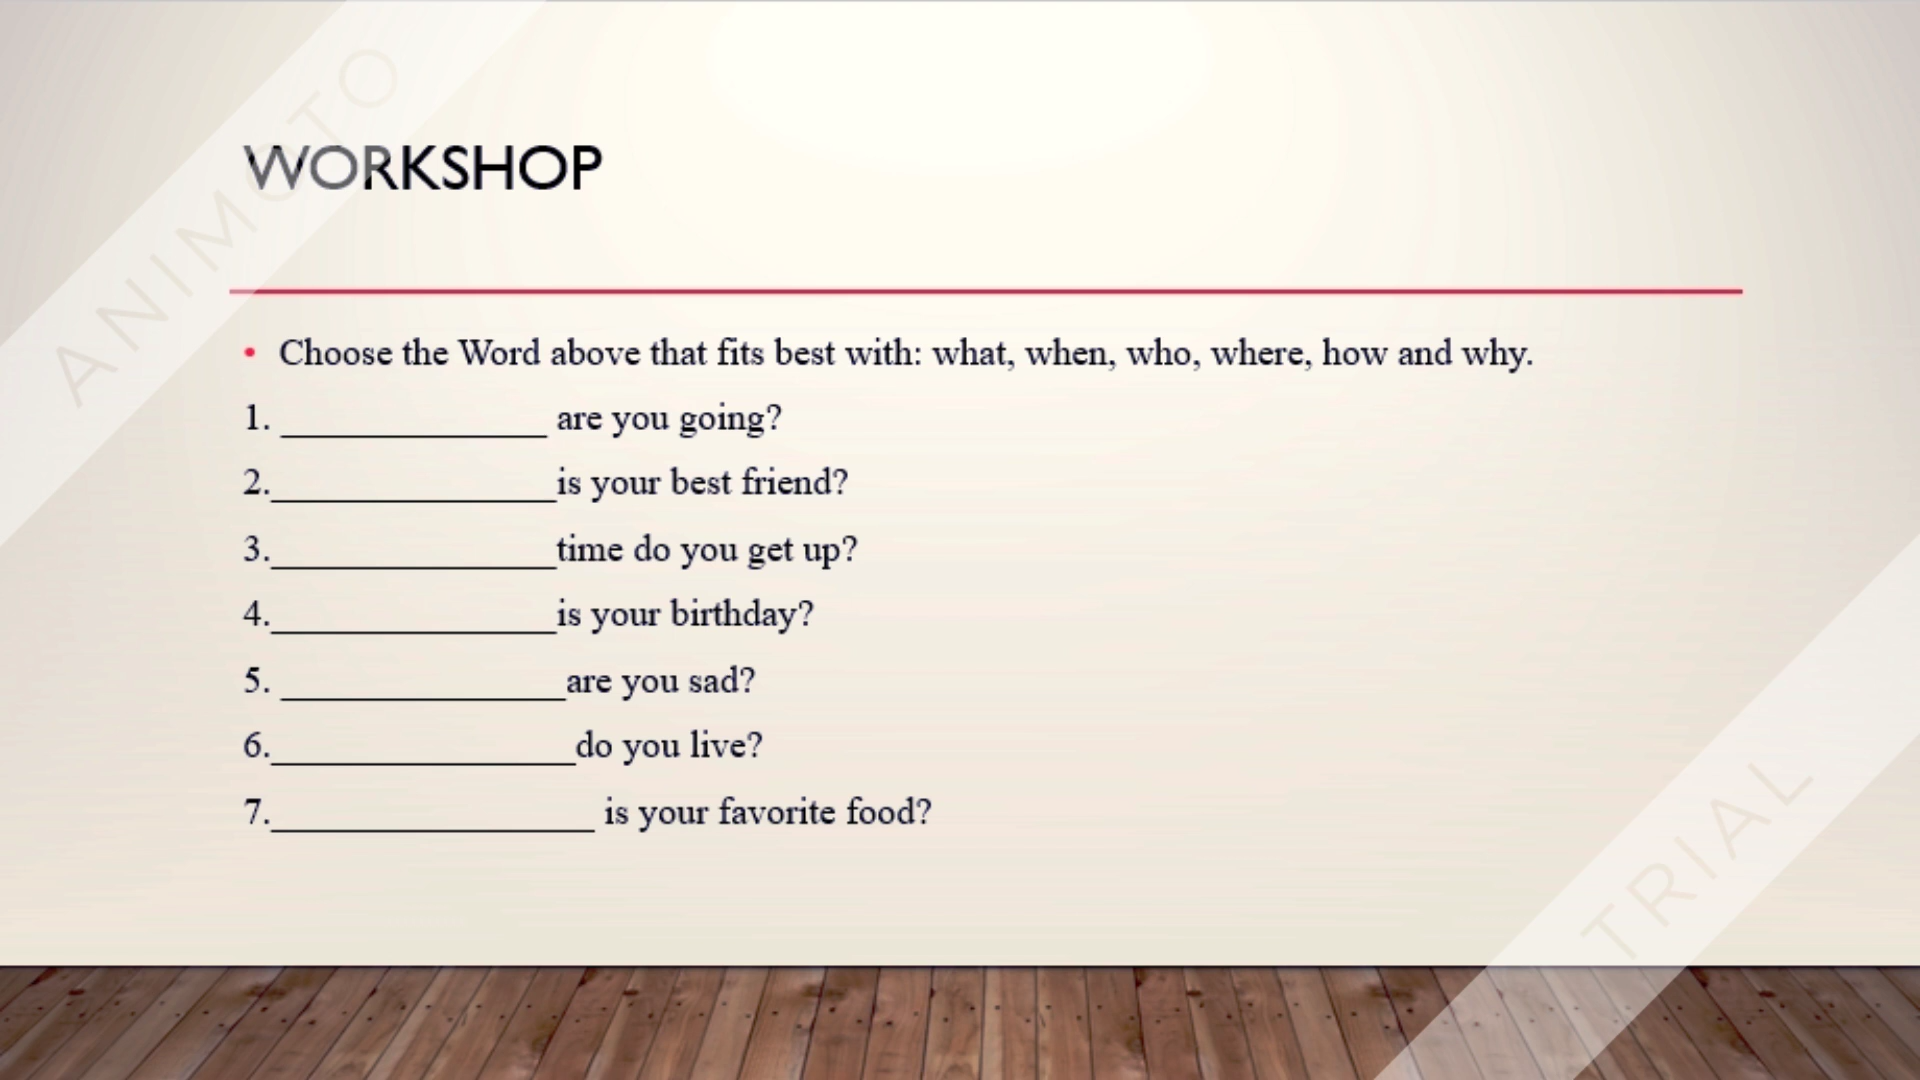 ANIMOTO
WORKSHOP
• Choose the Word above that fits best with: what, when, who, where, how and why.
1. ______________ are you going?
2._______________is your best friend?
3._______________time do you get up?
4._______________is your birthday?
5. _______________are you sad?
6.________________do you live?
7._________________ is your favorite food?
TRIAL